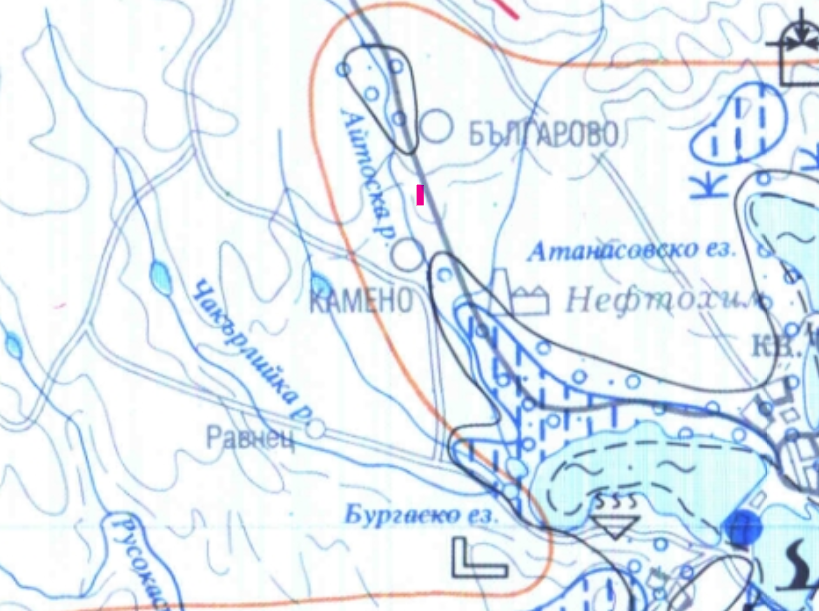 БЪЛГАРОВО
Айтоска р.
Атанасовско ез.
КАМЕНО
Нефтохим
Чакърлийка р.
кв.
Равнец
Бургаско ез.